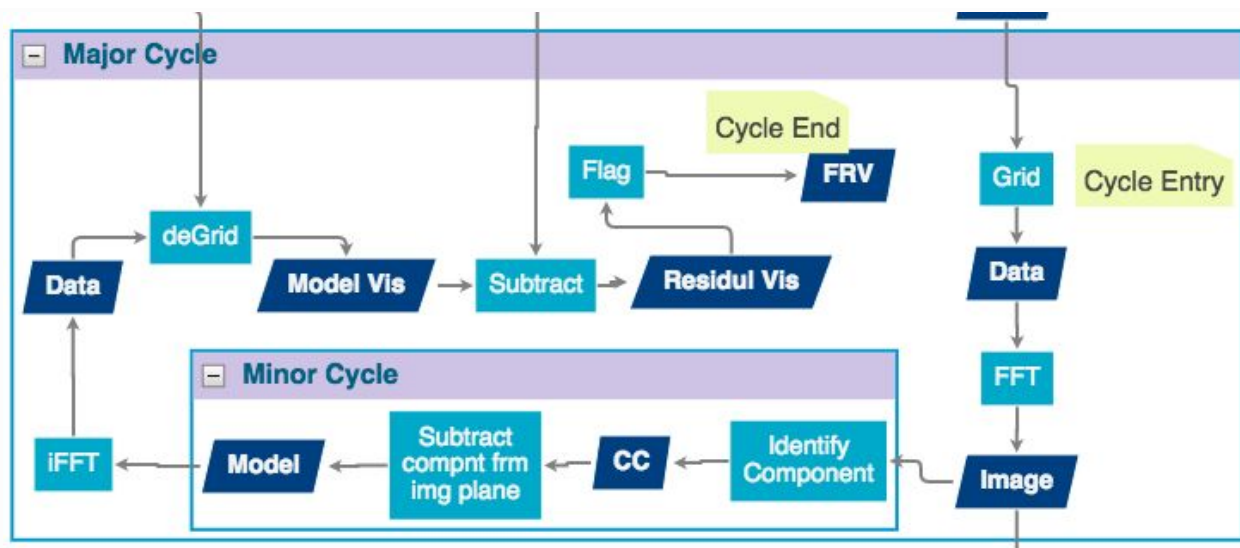 Major Cycle
Cycle End
Flag
FRV
Grid
Cycle Entry
deGrid
Data
Model Vis
Subtract
Residul Vis
Data
Minor Cycle
FFT
iFFT
Model
Subtract
compnt frm
img plane
CC
Identify
Component
Image